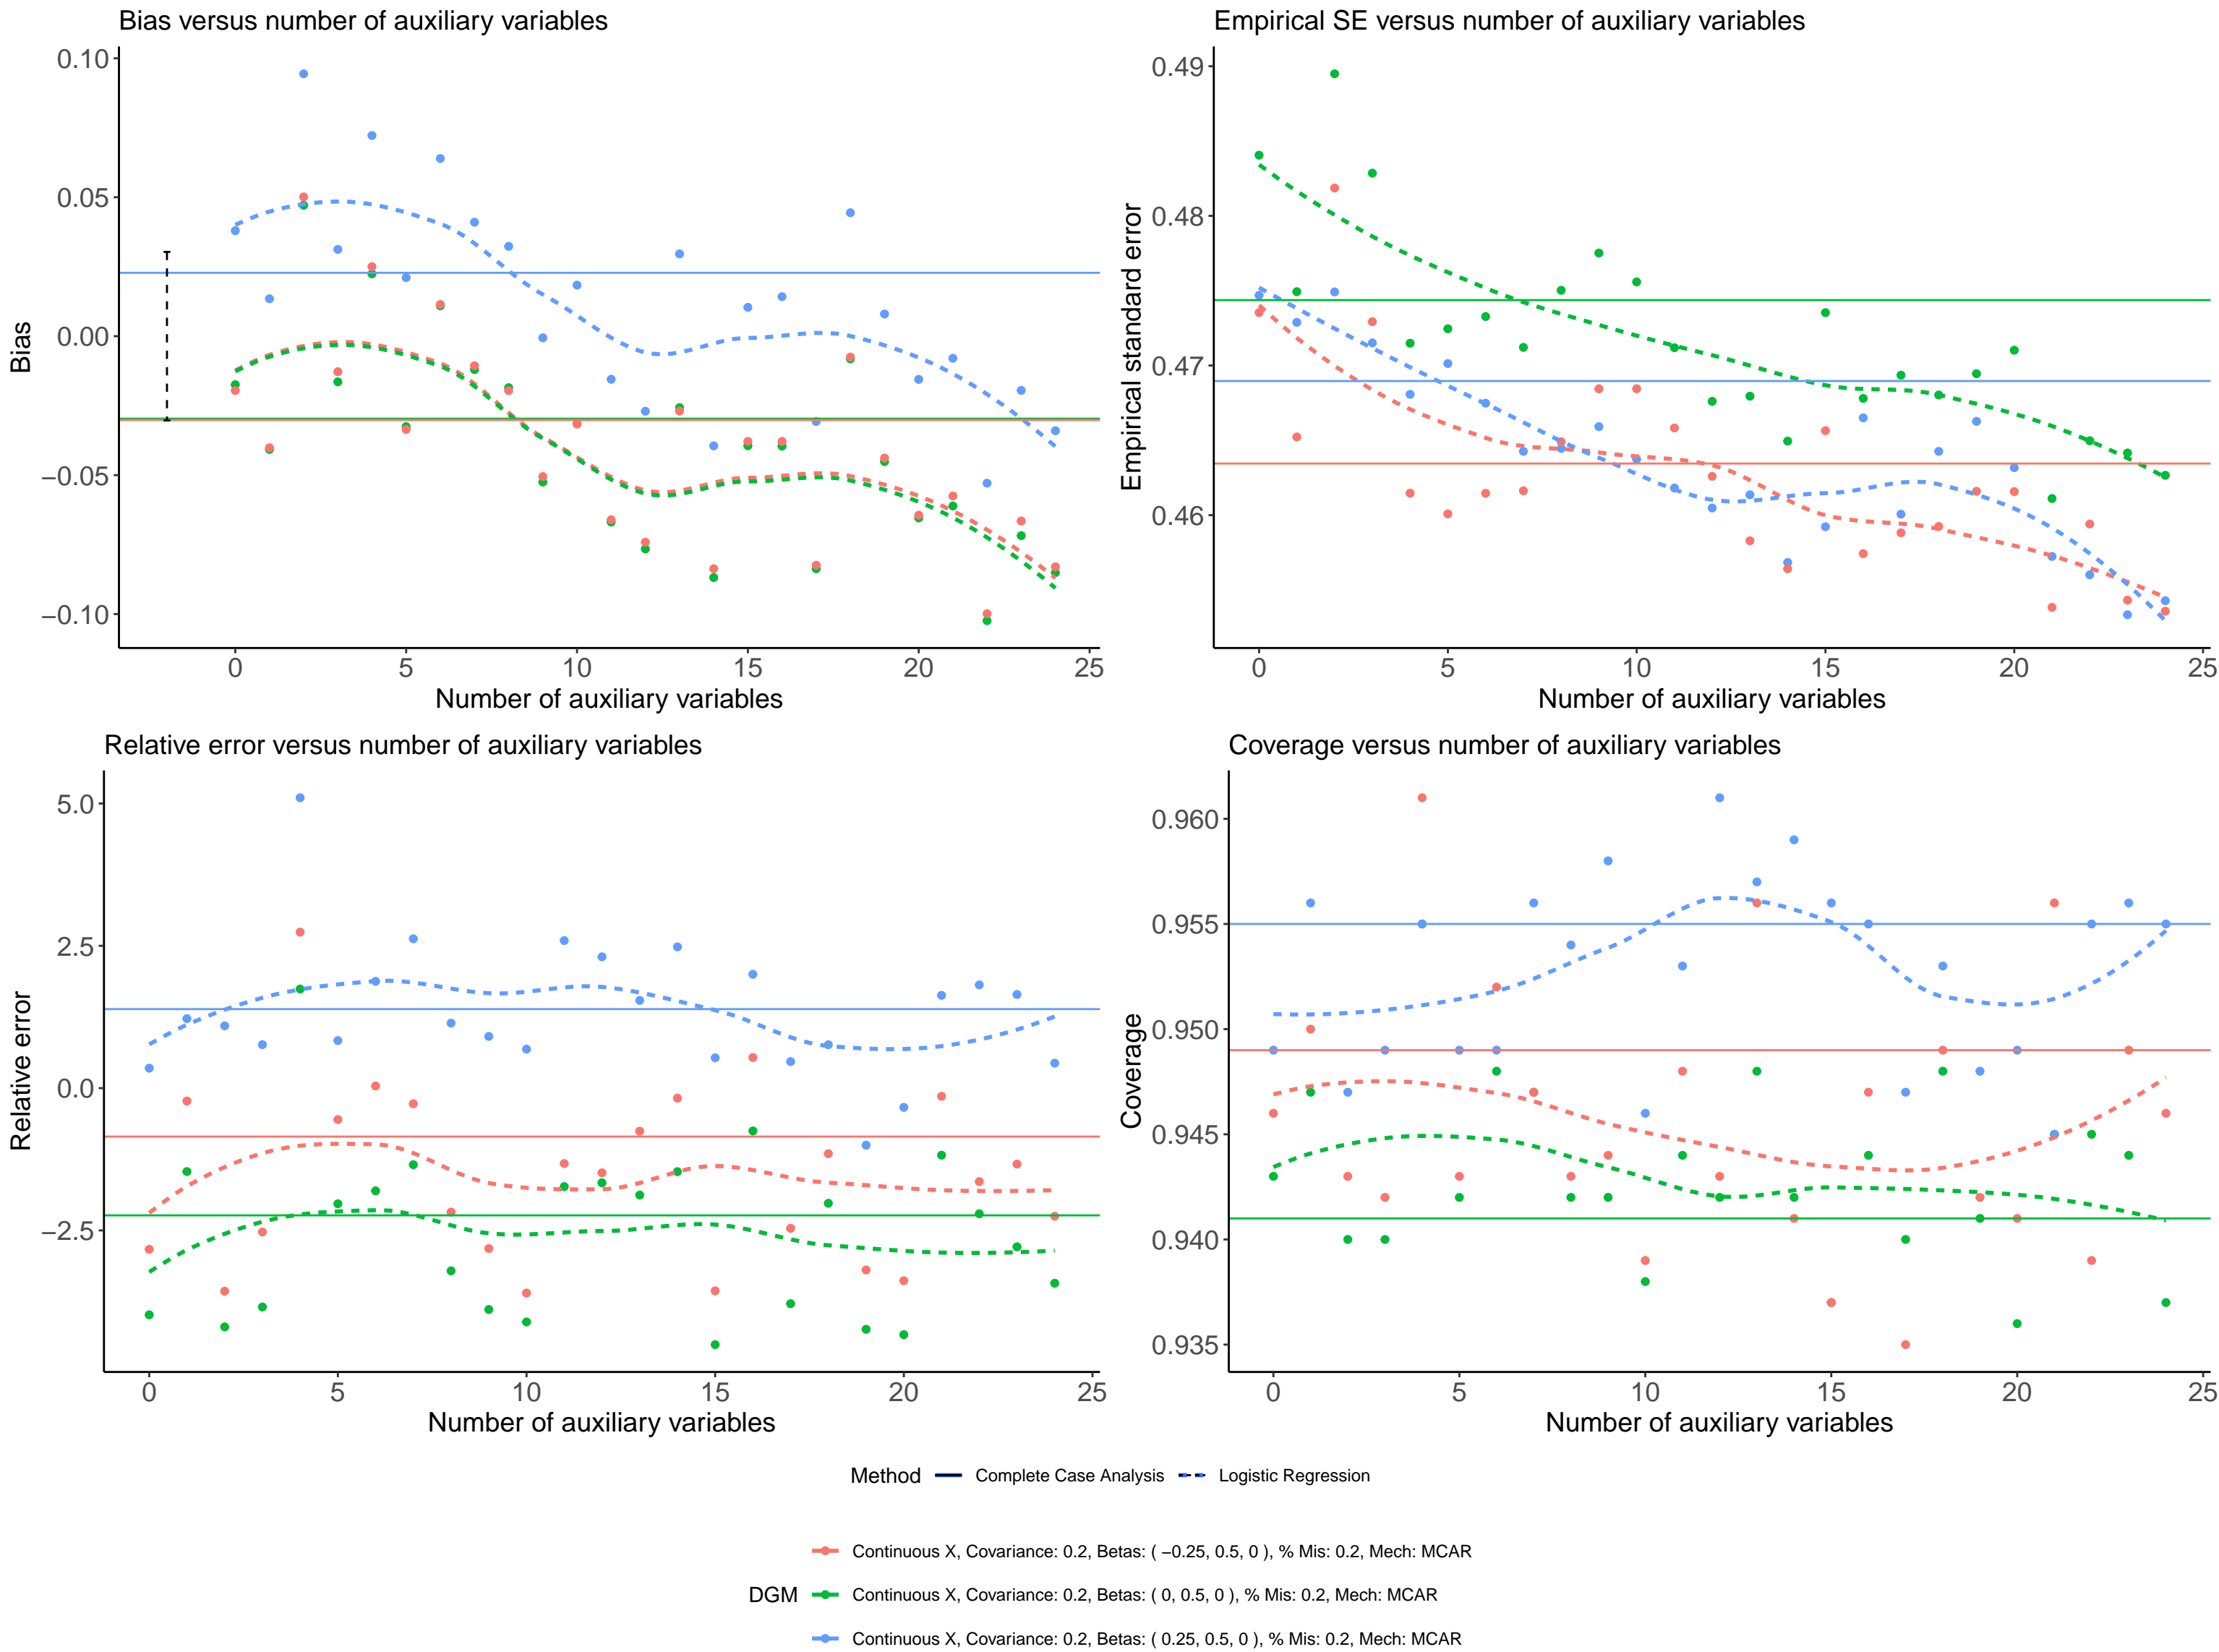 Bias versus number of auxiliary variables
0.10
0.05
0.00
−0.05
−0.10
Bias
0 5 10 15 20 25
Number of auxiliary variables
Empirical SE versus number of auxiliary variables
0.49
0.48
0.47
0.46
Empirical standard error
0 5 10 15 20 25
Number of auxiliary variables
Relative error versus number of auxiliary variables
5.0
2.5
0.0
−2.5
Relative error
0 5 10 15 20 25
Number of auxiliary variables
Coverage versus number of auxiliary variables
0.960
0.955
0.950
0.945
0.940
0.935
Coverage
0 5 10 15 20 25
Number of auxiliary variables
Method Complete Case Analysis Logistic Regression
Continuous X, Covariance: 0.2, Betas: ( −0.25, 0.5, 0 ), % Mis: 0.2, Mech: MCAR
DGM Continuous X, Covariance: 0.2, Betas: ( 0, 0.5, 0 ), % Mis: 0.2, Mech: MCAR
Continuous X, Covariance: 0.2, Betas: ( 0.25, 0.5, 0 ), % Mis: 0.2, Mech: MCAR